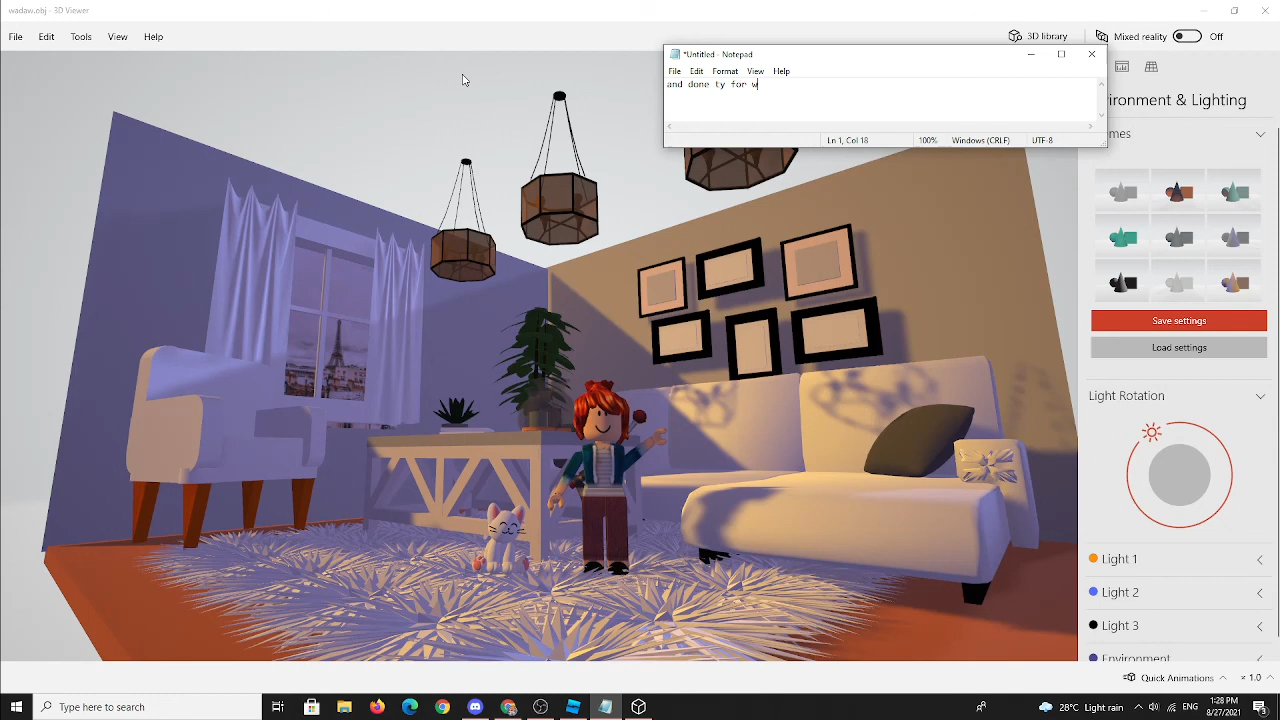 wadaw.obj - 3D Viewer
File Edit Tools View Help
3D library
Mixed reality Off
*Untitled - Notepad
File Edit Format View Help
and done ty for w
Ln 1, Col 18 100% Windows (CRLF) UTF-8
ironment & Lighting
mes
Save settings
Load settings
Light Rotation
Light 1
Light 2
Light 3
Environment
Quick Animations × 1.0
Type here to search
28°C Light rain
ENG
1:28 PM
8/27/2021